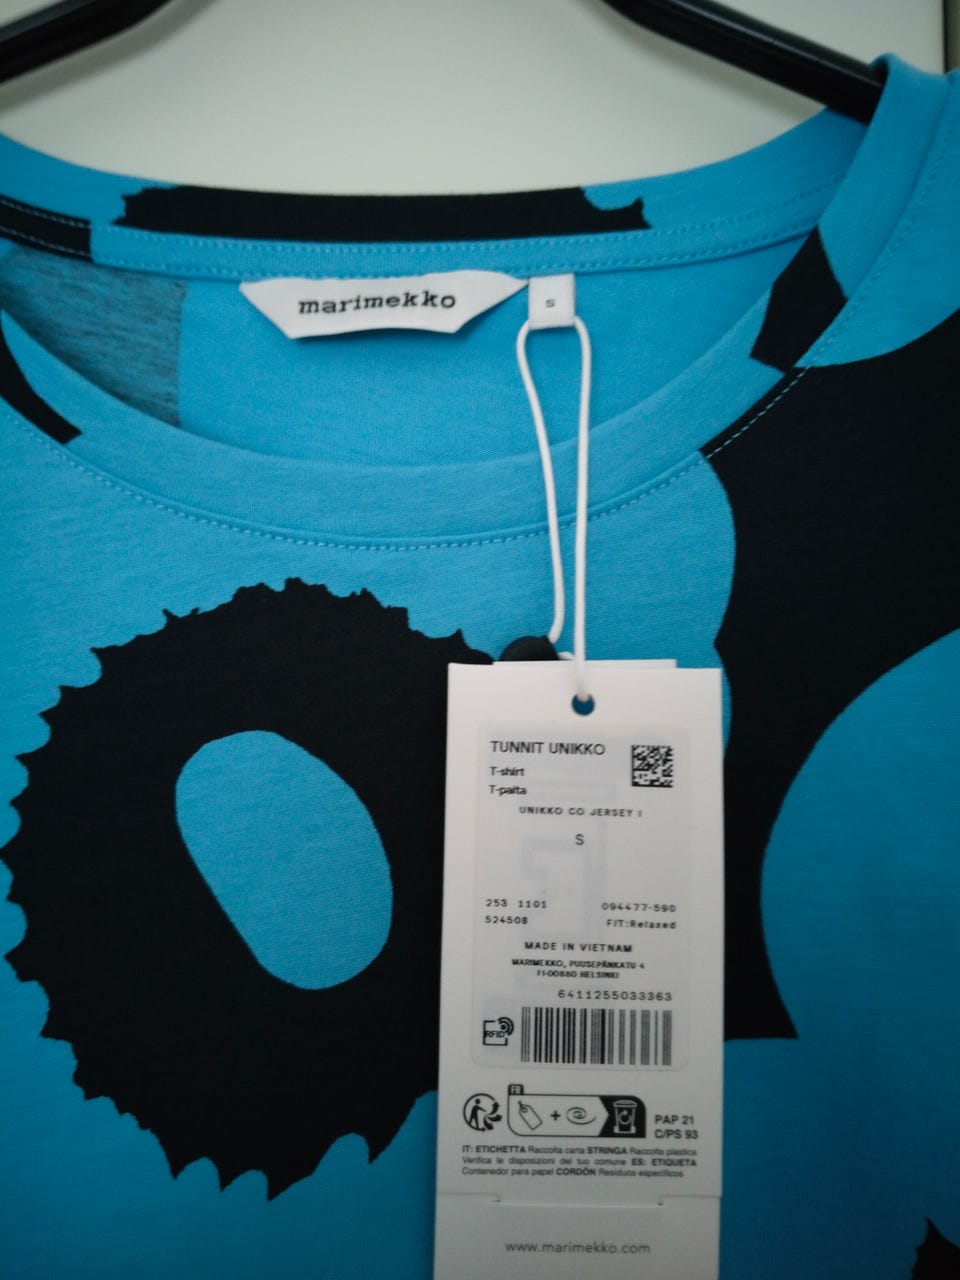 marimekko
S
TUNNIT UNIKKO
T-shirt
T-paita
UNIKKO CO JERSEY I
S
253 1101 094477-590
524508 FIT:Relaxed
MADE IN VIETNAM
MARIMEKKO, PUUSEPÄNKATU 4
FI-00880 HELSINKI
6411255033363
RFID
FR
PAP 21
C/PS 93
IT: ETICHETTA Raccolta carta STRINGA Raccolta plastica
Verifica le disposizioni del tuo comune ES: ETIQUETA
Contenedor para papel CORDÓN Residuos específicos
www.marimekko.com